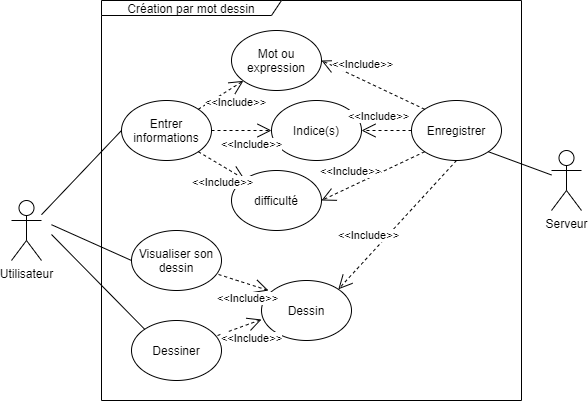 Création par mot dessin
Mot ou
expression
<<Include>>
<<Include>>
Entrer
informations
Indice(s)
<<Include>>
Enregistrer
<<Include>>
<<Include>>
<<Include>>
difficulté
Serveur
Utilisateur
<<Include>>
Visualiser son
dessin
<<Include>>
Dessin
<<Include>>
Dessiner